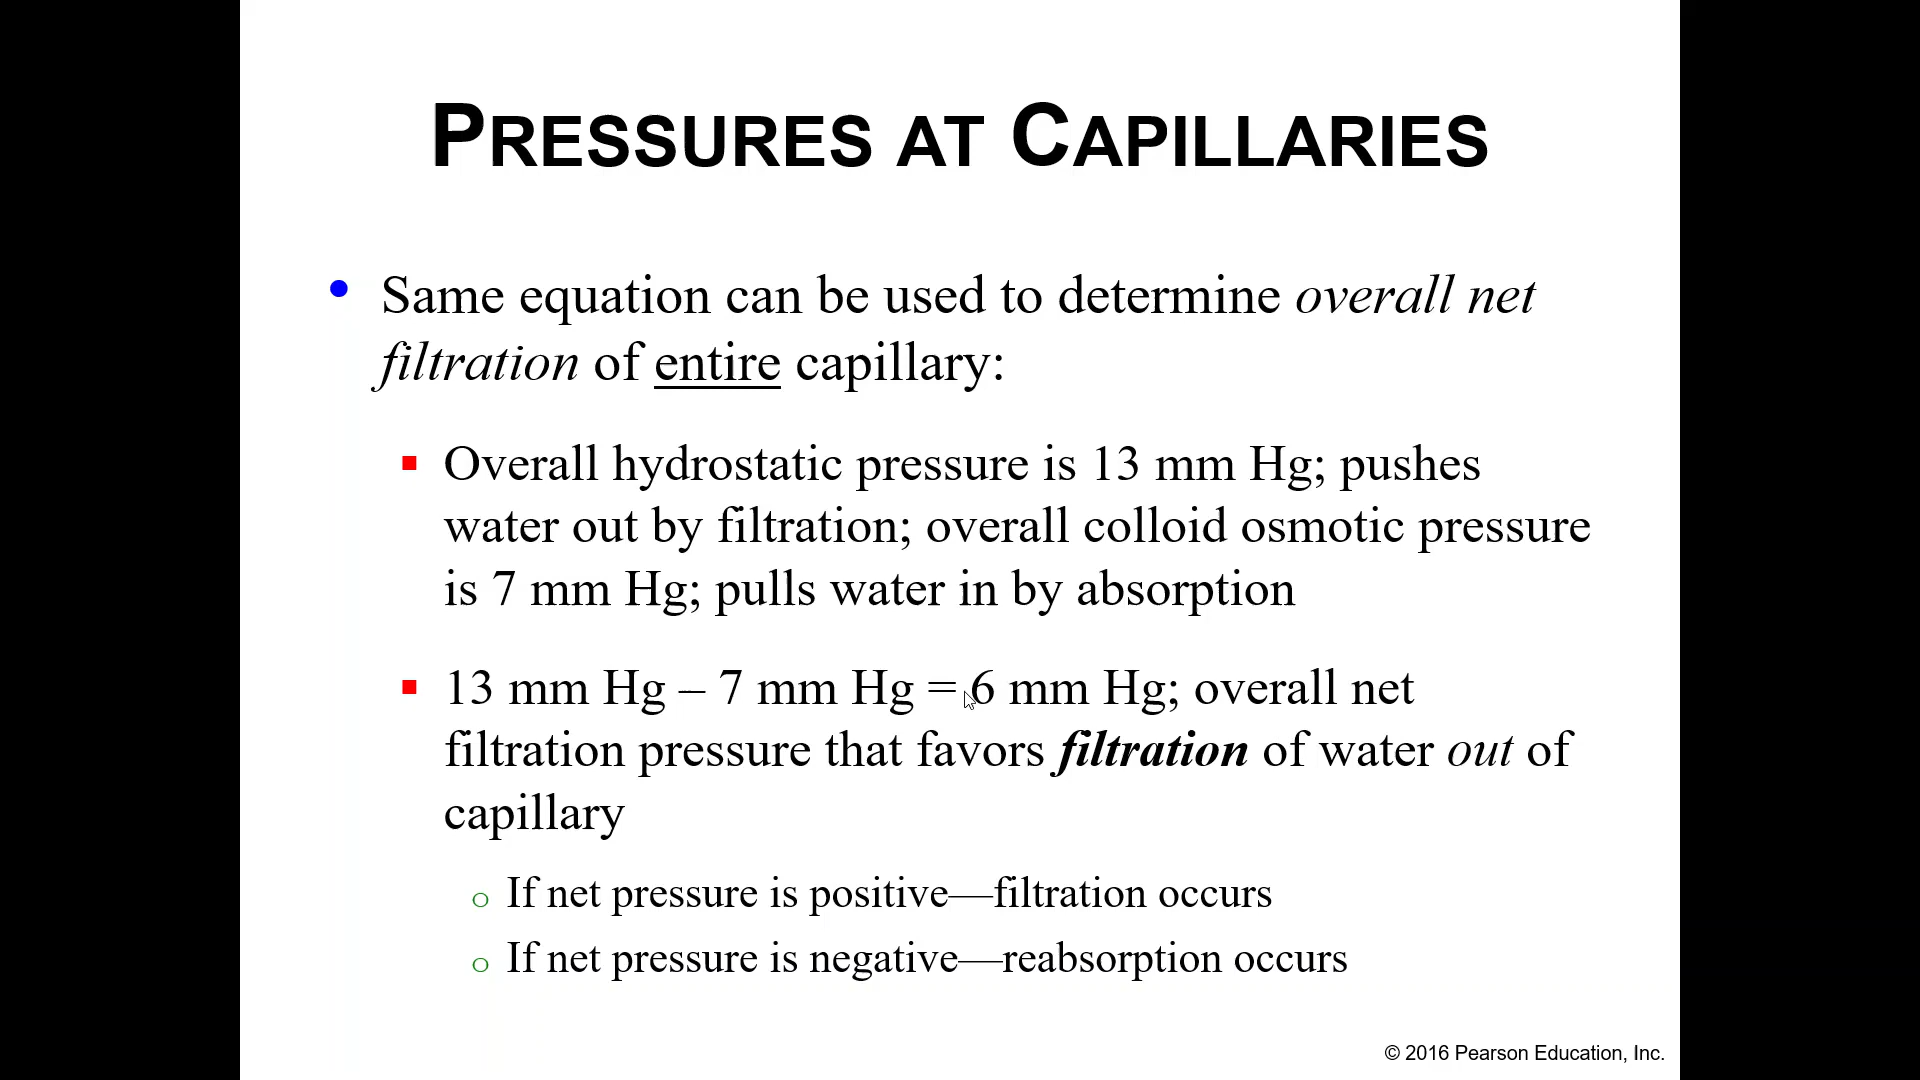 PRESSURES AT CAPILLARIES
• Same equation can be used to determine overall net
filtration of entire capillary:
▪ Overall hydrostatic pressure is 13 mm Hg; pushes
water out by filtration; overall colloid osmotic pressure
is 7 mm Hg; pulls water in by absorption
▪ 13 mm Hg – 7 mm Hg = 6 mm Hg; overall net
filtration pressure that favors filtration of water out of
capillary
o If net pressure is positive—filtration occurs
o If net pressure is negative—reabsorption occurs
© 2016 Pearson Education, Inc.